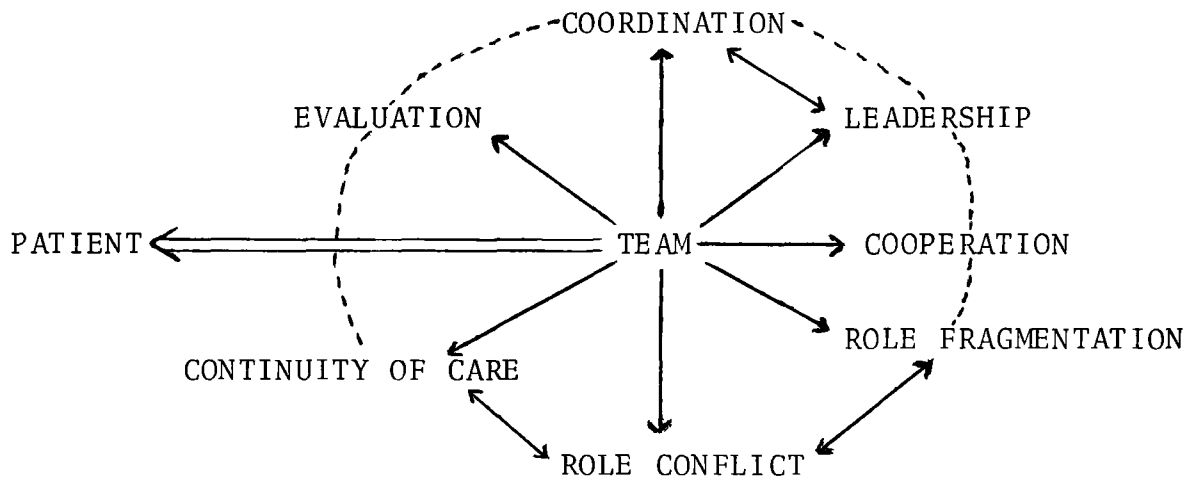 COORDINATION
EVALUATION
LEADERSHIP
PATIENT
TEAM
COOPERATION
ROLE FRAGMENTATION
CONTINUITY OF CARE
ROLE CONFLICT